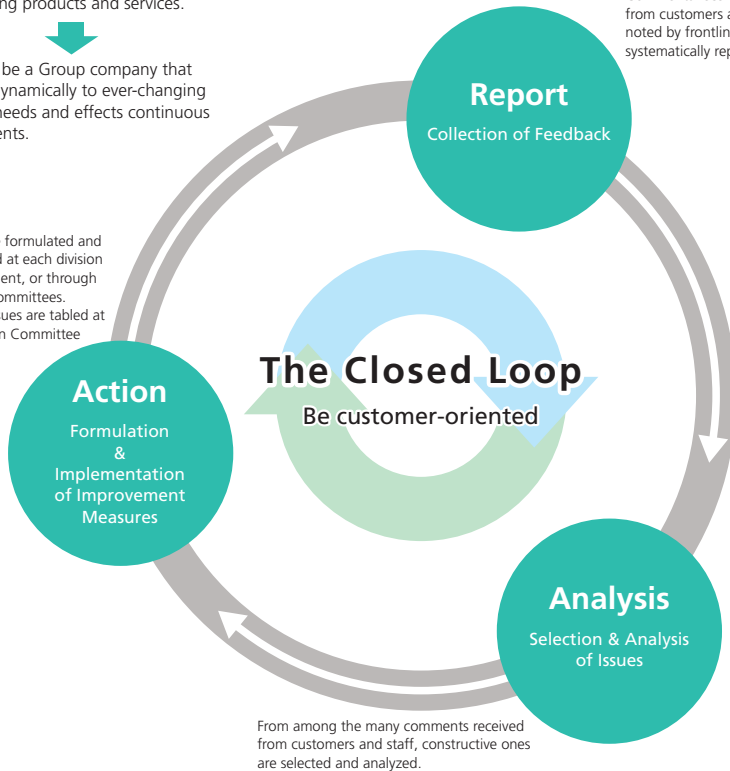 ing products and services.
be a Group company that
ynamically to ever-changing
needs and effects continuous
ents.
from customers a
noted by frontlin
systematically rep
Report
Collection of Feedback
formulated and
d at each division
ent, or through
ommittees.
sues are tabled at
n Committee
The Closed Loop
Be customer-oriented
Action
Formulation
&
Implementation
of Improvement
Measures
Analysis
Selection & Analysis
of Issues
From among the many comments received
from customers and staff, constructive ones
are selected and analyzed.